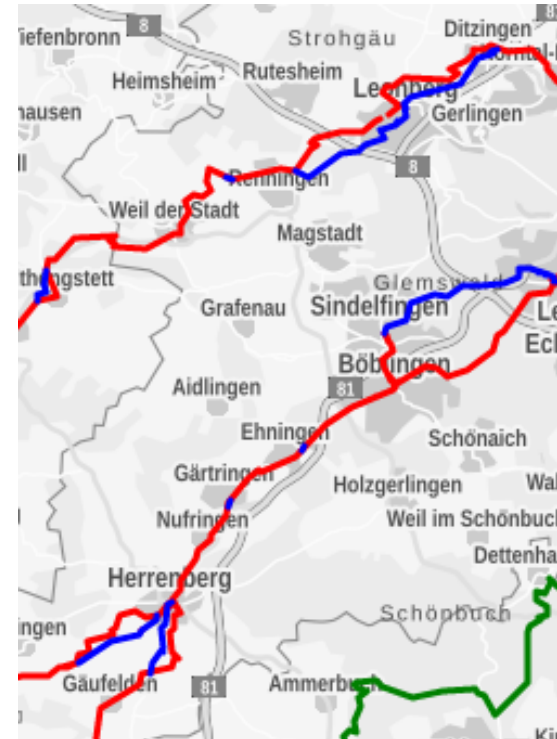 8
Ditzingen
Tiefenbronn
Strohgäu
Heimsheim
Rutesheim
Leonberg
Gerlingen
hausen
8
Renningen
Weil der Stadt
Magstadt
thengstett
Glemswald
Grafenau
Sindelfingen
Le
Böblingen
Ech
81
Aidlingen
Ehningen
Schönaich
Gärtringen
Holzgerlingen
Wal
Nufringen
Weil im Schönbuch
Dettenha
Herrenberg
Schönbuch
ingen
Gäufelden
81
Ammerbuch
Ki